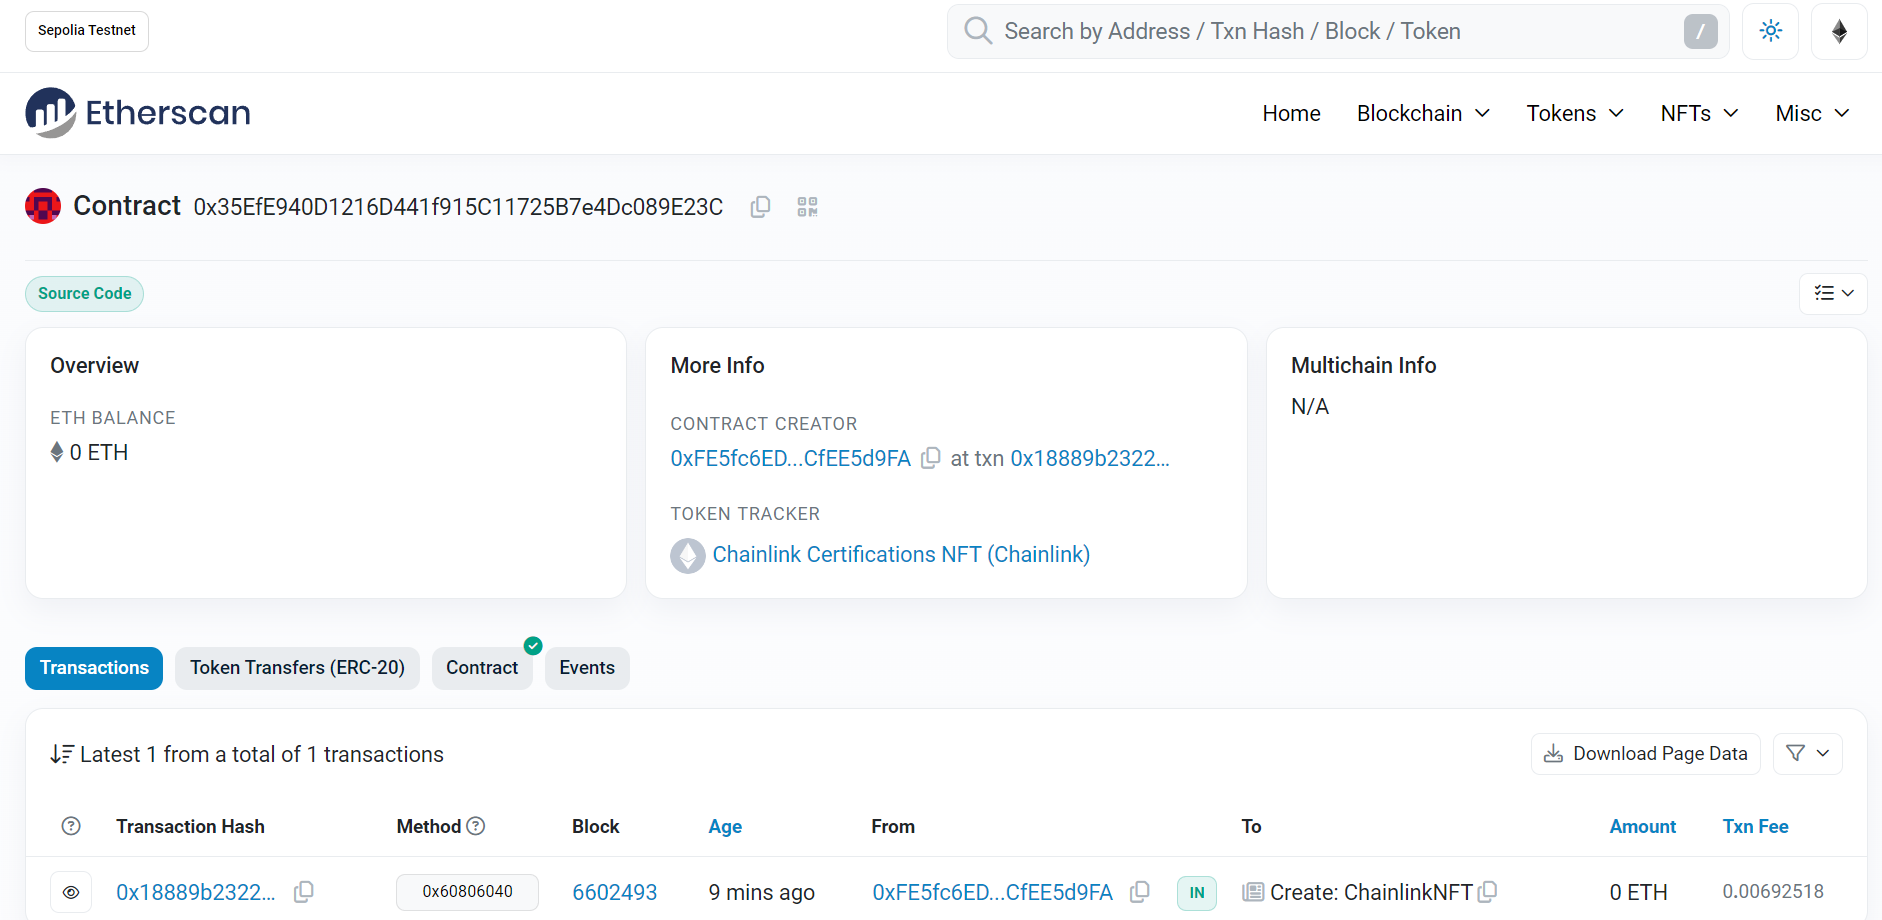 Sepolia Testnet
Search by Address / Txn Hash / Block / Token
/
Etherscan
Home Blockchain Tokens NFTs Misc
Contract 0x35EfE940D1216D441f915C11725B7e4Dc089E23C
Source Code
Overview
ETH BALANCE
0 ETH
More Info
CONTRACT CREATOR
0xFE5fc6ED...CfEE5d9FA at txn 0x18889b2322...
TOKEN TRACKER
Chainlink Certifications NFT (Chainlink)
Multichain Info
N/A
Transactions Token Transfers (ERC-20) Contract Events
Latest 1 from a total of 1 transactions
Download Page Data
Transaction Hash Method Block Age From To Amount Txn Fee
0x18889b2322... 0x60806040 6602493 9 mins ago 0xFE5fc6ED...CfEE5d9FA IN Create: ChainlinkNFT 0 ETH 0.00692518